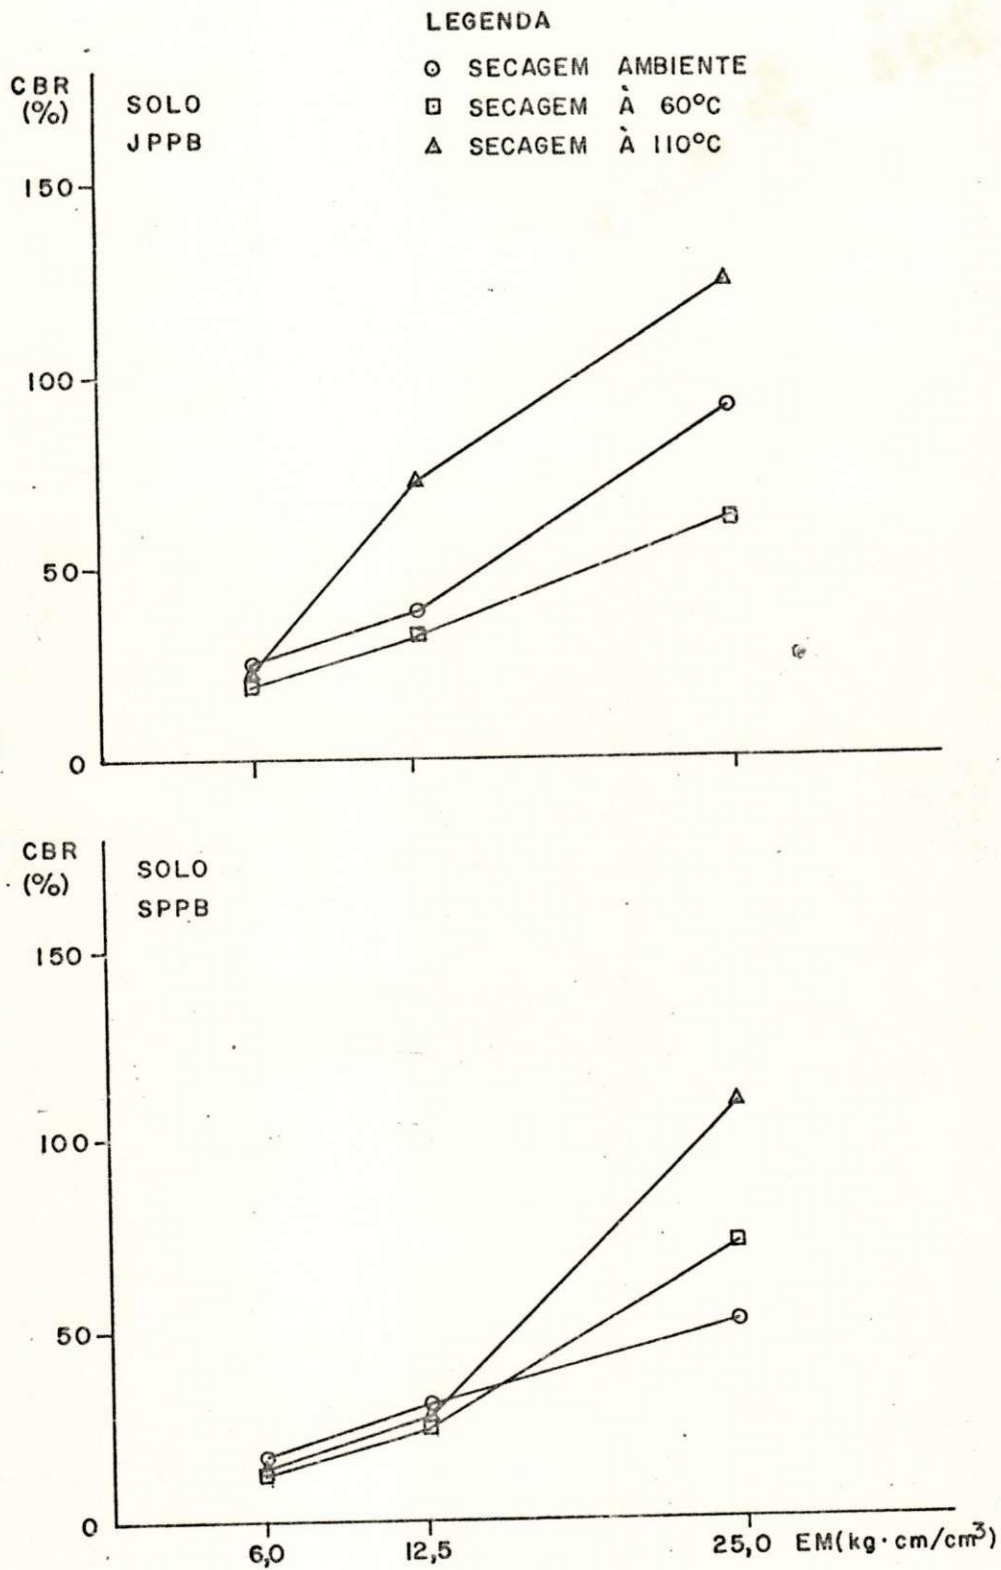 LEGENDA
SECAGEM AMBIENTE
SECAGEM À 60°C
SECAGEM À 110°C
CBR
(%)
SOLO
JPPB
150
100
50
0
CBR
(%)
SOLO
SPPB
150
100
50
0
6,0 12,5 25,0 EM(kg·cm/cm³)